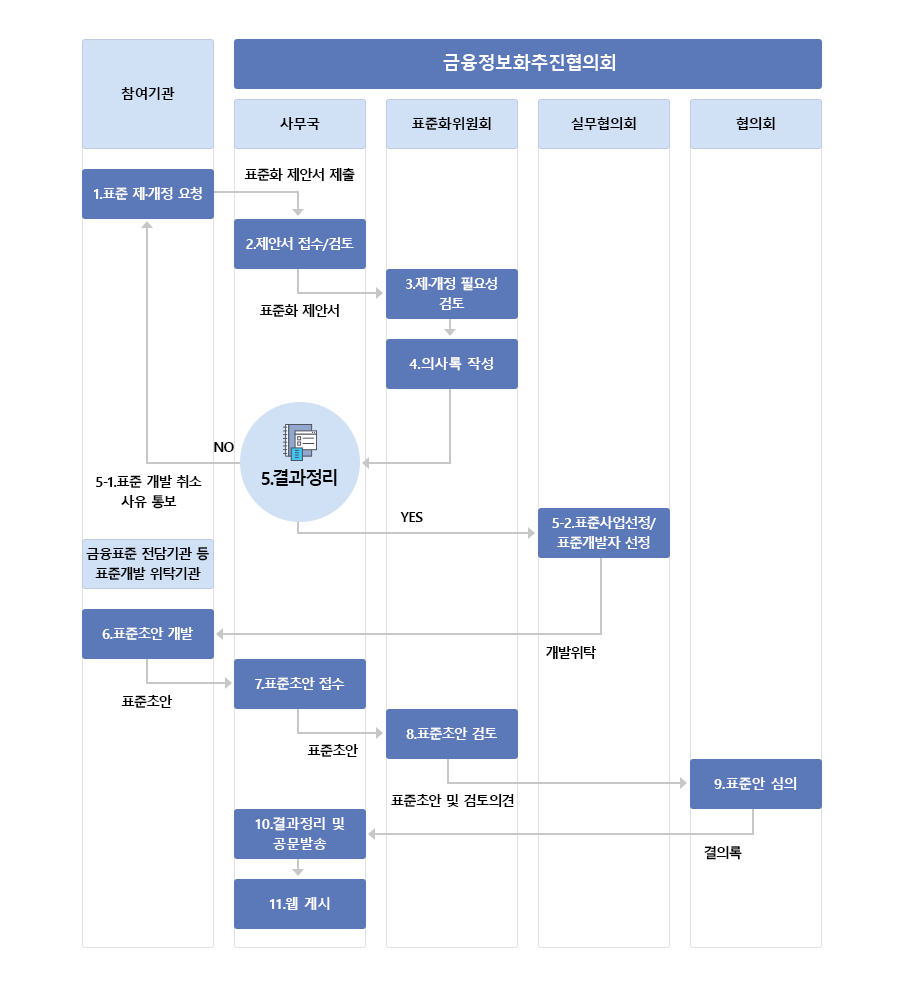 참여기관
금융정보화추진협의회
사무국
표준화위원회
실무협의회
협의회
1.표준 제·개정 요청
표준화 제안서 제출
2.제안서 접수/검토
표준화 제안서
3.제·개정 필요성
검토
4.의사록 작성
5.결과정리
NO
5-1.표준 개발 취소
사유 통보
YES
5-2.표준사업선정/
표준개발자 선정
금융표준 전담기관 등
표준개발 위탁기관
6.표준초안 개발
개발위탁
표준초안
7.표준초안 접수
표준초안
8.표준초안 검토
표준초안 및 검토의견
9.표준안 심의
결의록
10.결과정리 및
공문발송
11.웹 게시